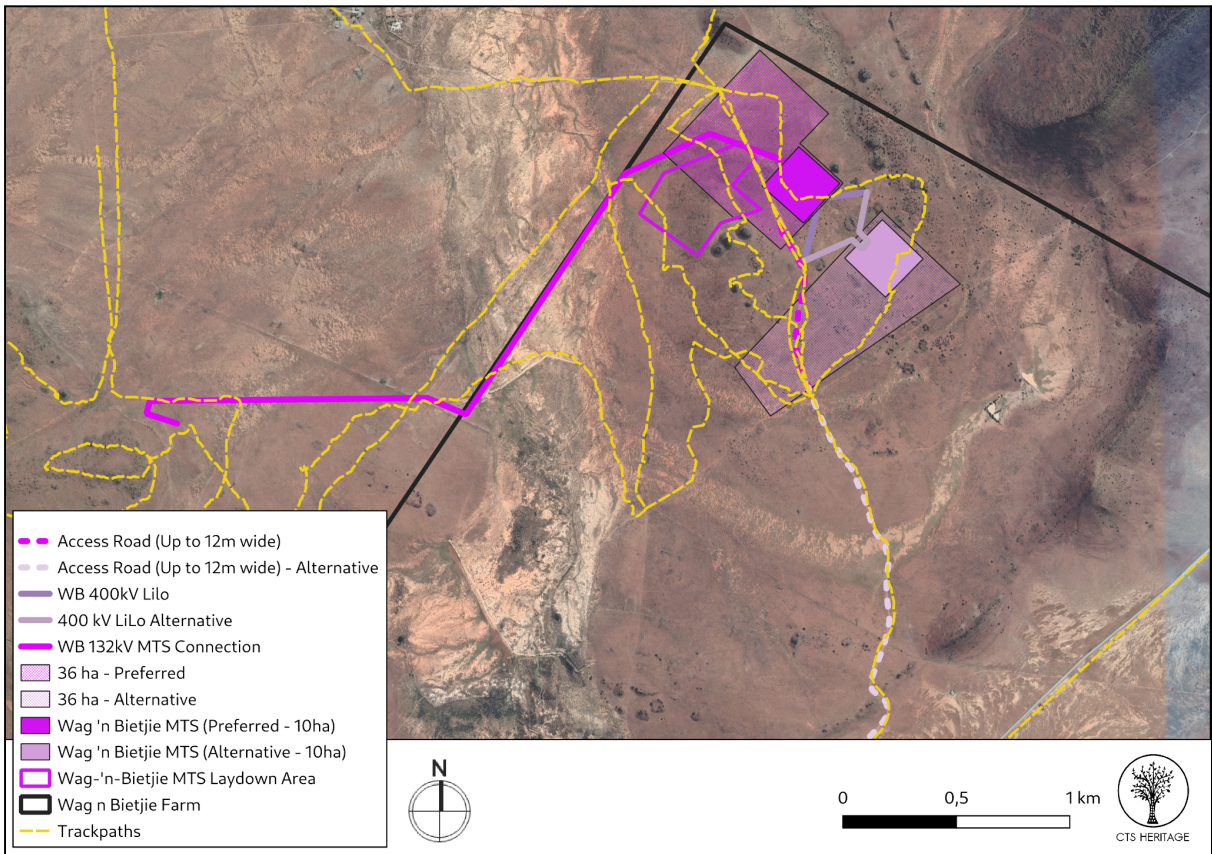 Access Road (Up to 12m wide)
Access Road (Up to 12m wide) - Alternative
WB 400kV Lilo
400 kV LiLo Alternative
WB 132kV MTS Connection
36 ha - Preferred
36 ha - Alternative
Wag 'n Bietjie MTS (Preferred - 10ha)
Wag 'n Bietjie MTS (Alternative - 10ha)
Wag-'n-Bietjie MTS Laydown Area
Wag n Bietjie Farm
Trackpaths
N
0 0,5 1 km
CTS HERITAGE